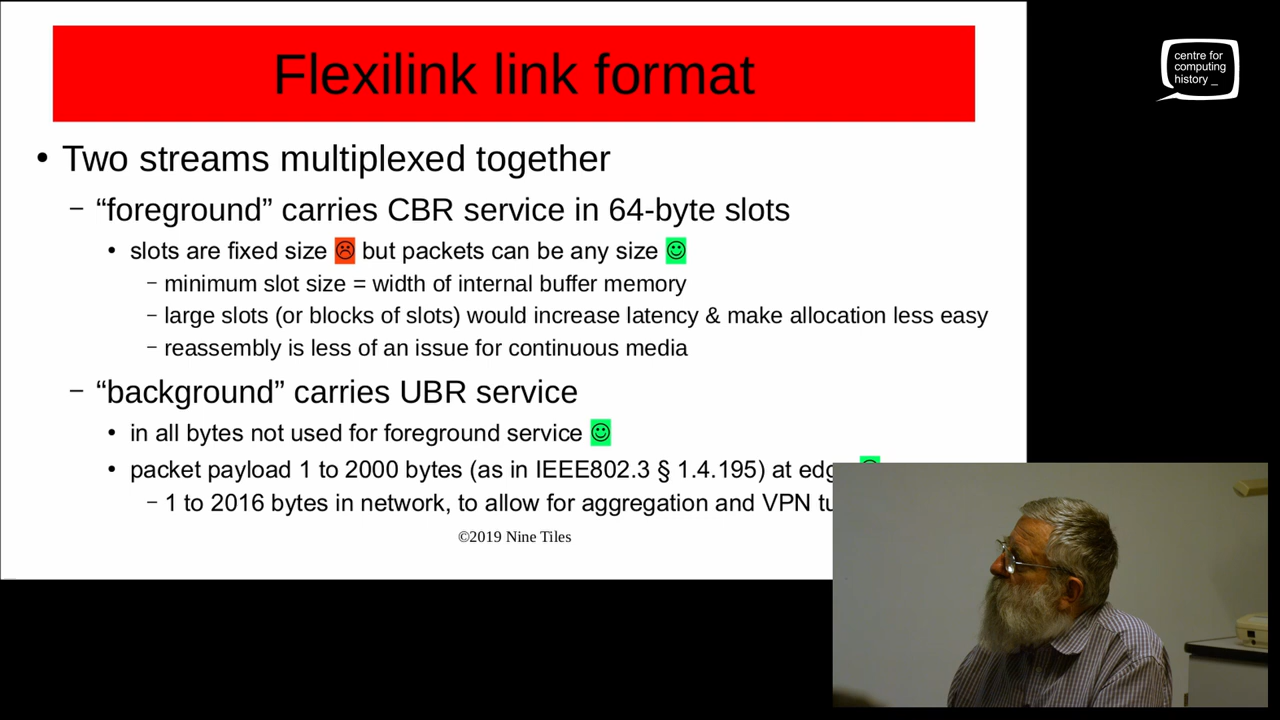 Flexilink link format
centre for
computing
history _
• Two streams multiplexed together
– “foreground” carries CBR service in 64-byte slots
• slots are fixed size ☹ but packets can be any size ☺
– minimum slot size = width of internal buffer memory
– large slots (or blocks of slots) would increase latency & make allocation less easy
– reassembly is less of an issue for continuous media
– “background” carries UBR service
• in all bytes not used for foreground service ☺
• packet payload 1 to 2000 bytes (as in IEEE802.3 § 1.4.195) at
– 1 to 2016 bytes in network, to allow for aggregation and VPN
©2019 Nine Tiles